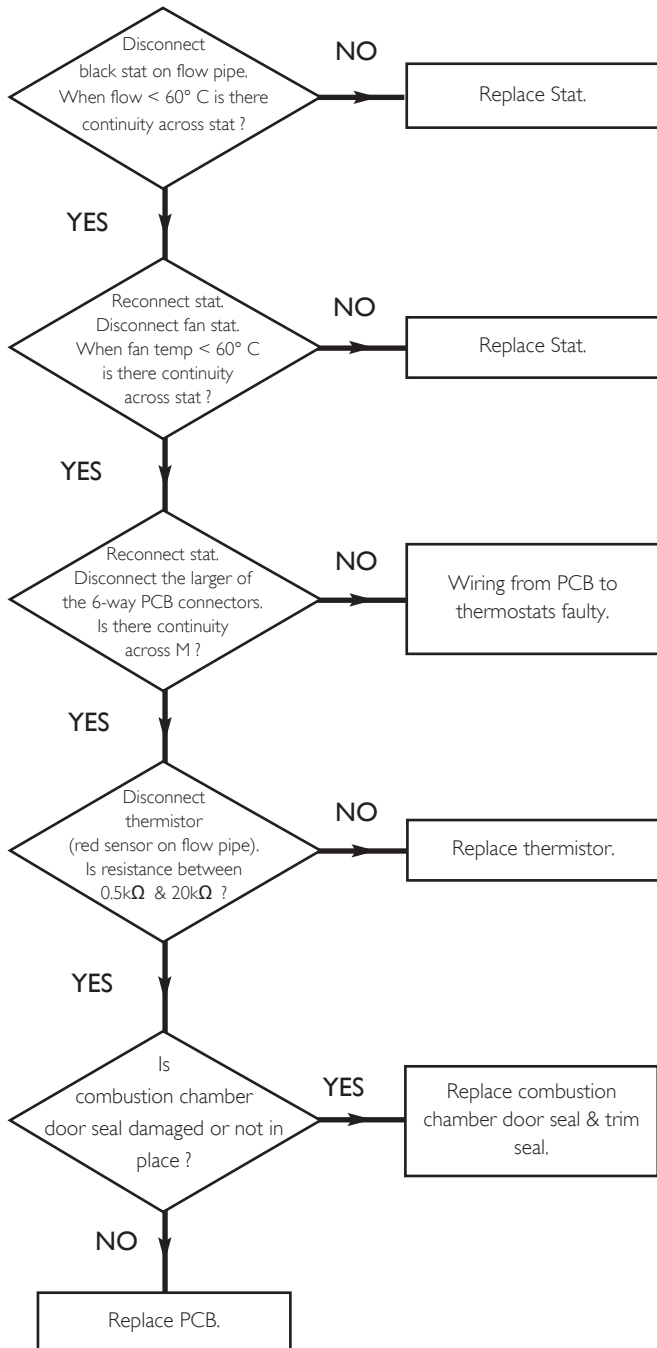 Disconnect
black stat on flow pipe.
When flow < 60° C is there
continuity across stat ?
NO
Replace Stat.
YES
Reconnect stat.
Disconnect fan stat.
When fan temp < 60° C
is there continuity
across stat ?
NO
Replace Stat.
YES
Reconnect stat.
Disconnect the larger of
the 6-way PCB connectors.
Is there continuity
across M ?
NO
Wiring from PCB to
thermostats faulty.
YES
Disconnect
thermistor
(red sensor on flow pipe).
Is resistance between
0.5kΩ & 20kΩ ?
NO
Replace thermistor.
YES
Is
combustion chamber
door seal damaged or not in
place ?
YES
Replace combustion
chamber door seal & trim
seal.
NO
Replace PCB.